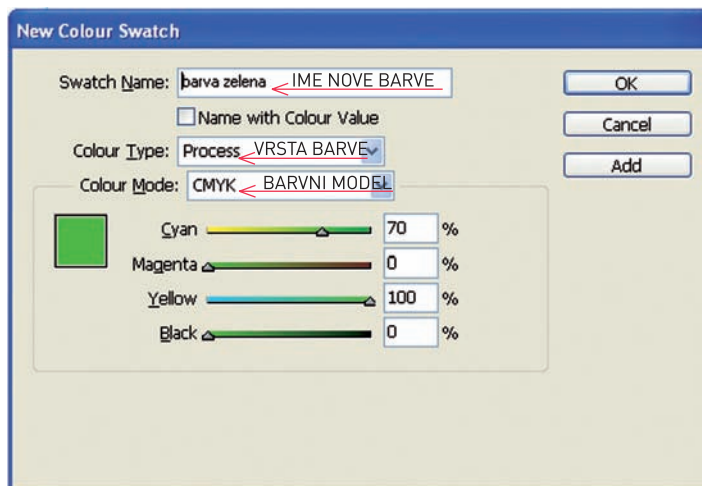 New Colour Swatch
Swatch Name: barva zelena IME NOVE BARVE
OK
Name with Colour Value
Cancel
Colour Type: Process VRSTA BARVE
Add
Colour Mode: CMYK BARVNI MODEL
Cyan 70 %
Magenta 0 %
Yellow 100 %
Black 0 %